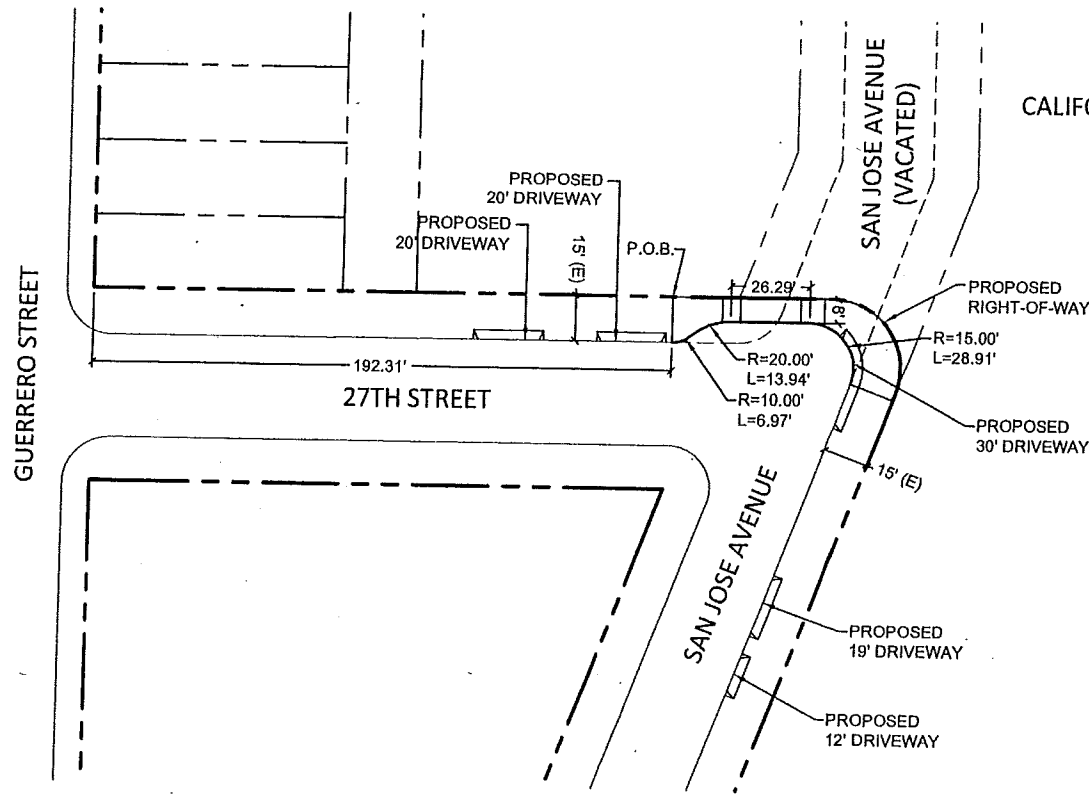 SAN JOSE AVENUE
(VACATED)
CALIFO
PROPOSED
20' DRIVEWAY
PROPOSED
20' DRIVEWAY
15' (E)
P.O.B.
26.29'
8'
PROPOSED
RIGHT-OF-WAY
R=15.00'
L=28.91'
R=20.00'
L=13.94'
R=10.00'
L=6.97'
192.31'
27TH STREET
GUERRERO STREET
PROPOSED
30' DRIVEWAY
15' (E)
SAN JOSE AVENUE
PROPOSED
19' DRIVEWAY
PROPOSED
12' DRIVEWAY